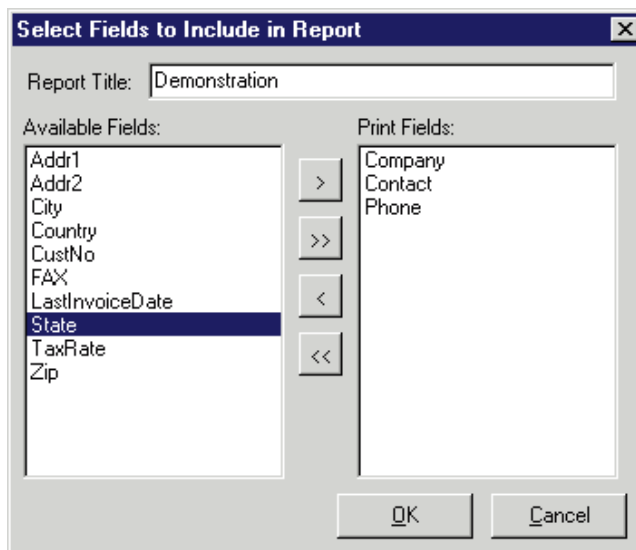 Select Fields to Include in Report
Report Title: Demonstration
Available Fields:
Addr1
Addr2
City
Country
CustNo
FAX
LastInvoiceDate
State
TaxRate
Zip
>
>>
<
<<
Print Fields:
Company
Contact
Phone
OK
Cancel